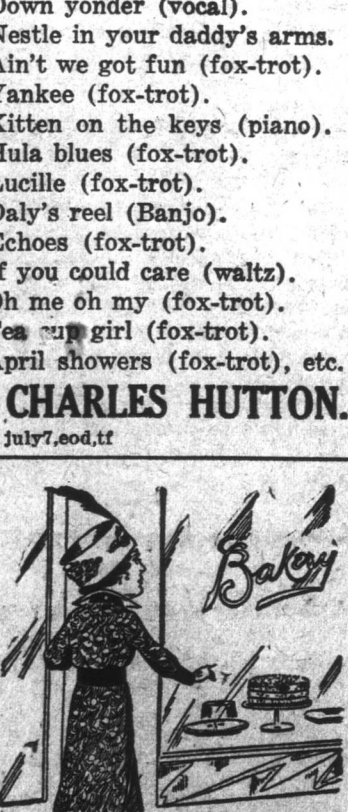 Down yonder (vocal).
Nestle in your daddy's arms.
Ain't we got fun (fox-trot).
Yankee (fox-trot).
Kitten on the keys (piano).
Hula blues (fox-trot).
Lucille (fox-trot).
Daly's reel (Banjo).
Echoes (fox-trot).
If you could care (waltz).
Oh me oh my (fox-trot).
Tea cup girl (fox-trot).
April showers (fox-trot), etc.
CHARLES HUTTON.
july7,eod,tf
Bakery